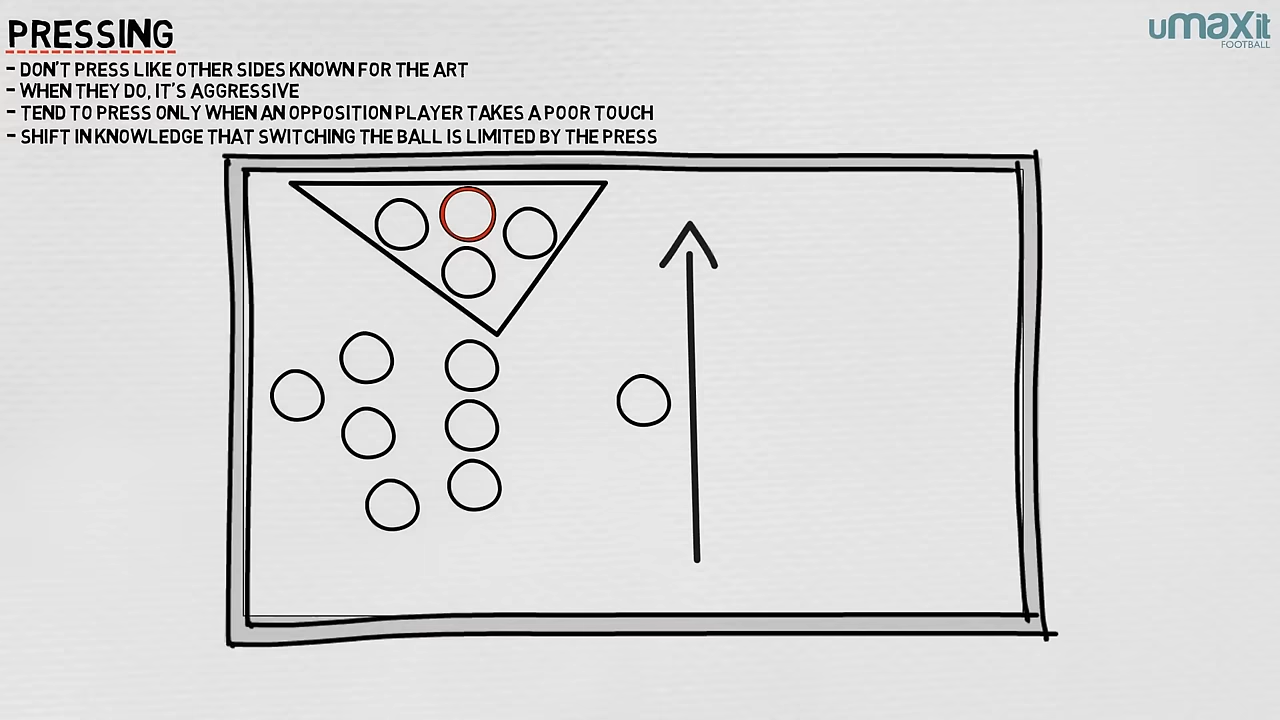 PRESSING
- DON'T PRESS LIKE OTHER SIDES KNOWN FOR THE ART
- WHEN THEY DO, IT'S AGGRESSIVE
- TEND TO PRESS ONLY WHEN AN OPPOSITION PLAYER TAKES A POOR TOUCH
- SHIFT IN KNOWLEDGE THAT SWITCHING THE BALL IS LIMITED BY THE PRESS
uMAXit
FOOTBALL